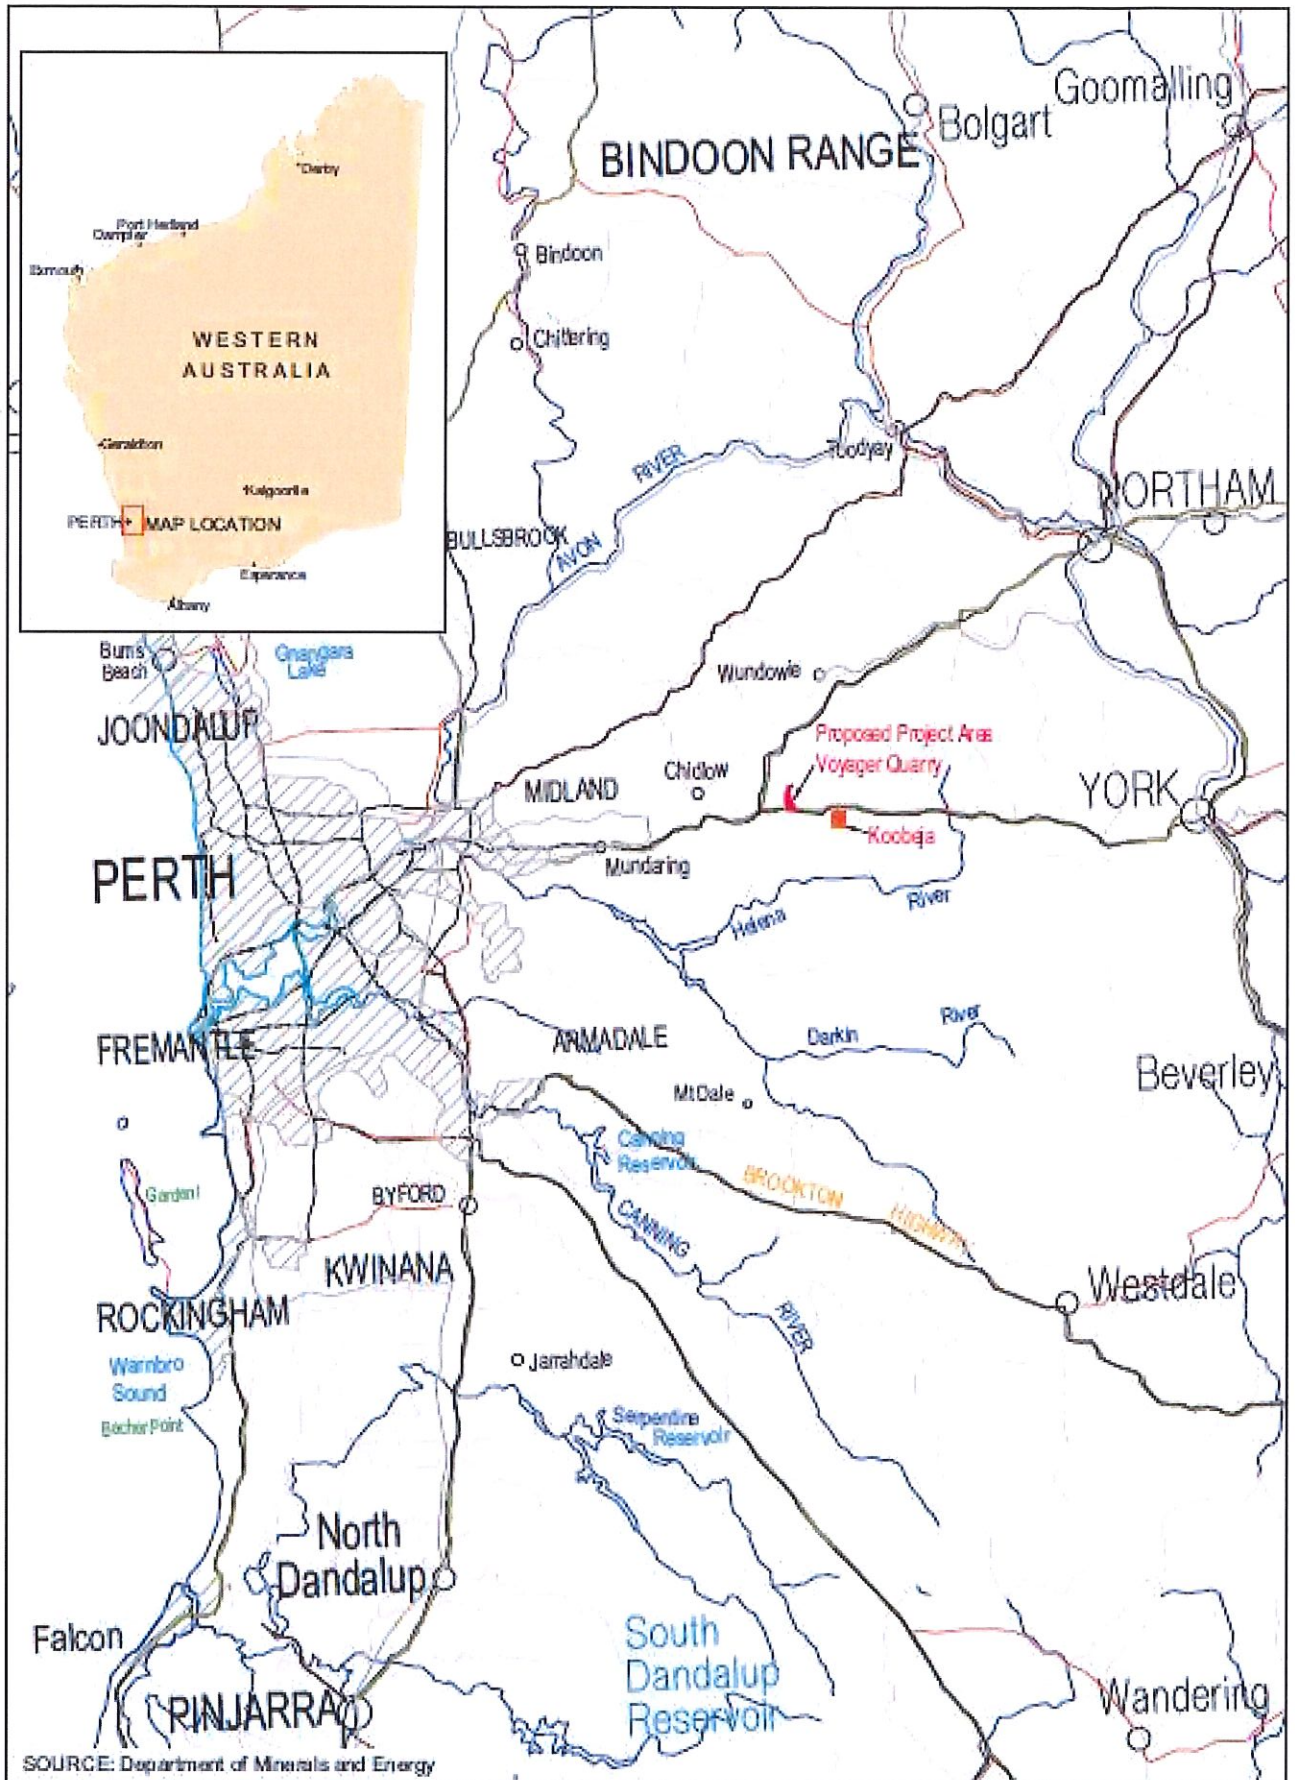 Goomalling
Bolgart
BINDOON RANGE
Derby
Port Hedland
Dampier
Exmouth
Bindoon
WESTERN
AUSTRALIA
Chittering
Geraldton
Toodyay
RIVER
Kalgoorlie
ORTHAM
PERTH
MAP LOCATION
BULLSBROOK
AVON
Esperance
Albany
Burns
Beach
Gnangara
Lake
Wundowie
JOONDALUP
Proposed Project Area
Voyager Quarry
Chidlow
MIDLAND
YORK
Koobeja
Mundaring
PERTH
Helena
River
River
Darkin
ARMADALE
FREMANTLE
Beverley
Mt Dale
Canning
Reservoir
BROOKTON
HIGHWAY
Garden I
BYFORD
CANNING
KWINANA
Westdale
ROCKINGHAM
RIVER
Warnbro
Sound
Jarrahdale
Becher Point
Serpentine
Reservoir
North
Dandalup
Falcon
South
Dandalup
Reservoir
Wandering
PINJARRA
SOURCE: Department of Minerals and Energy